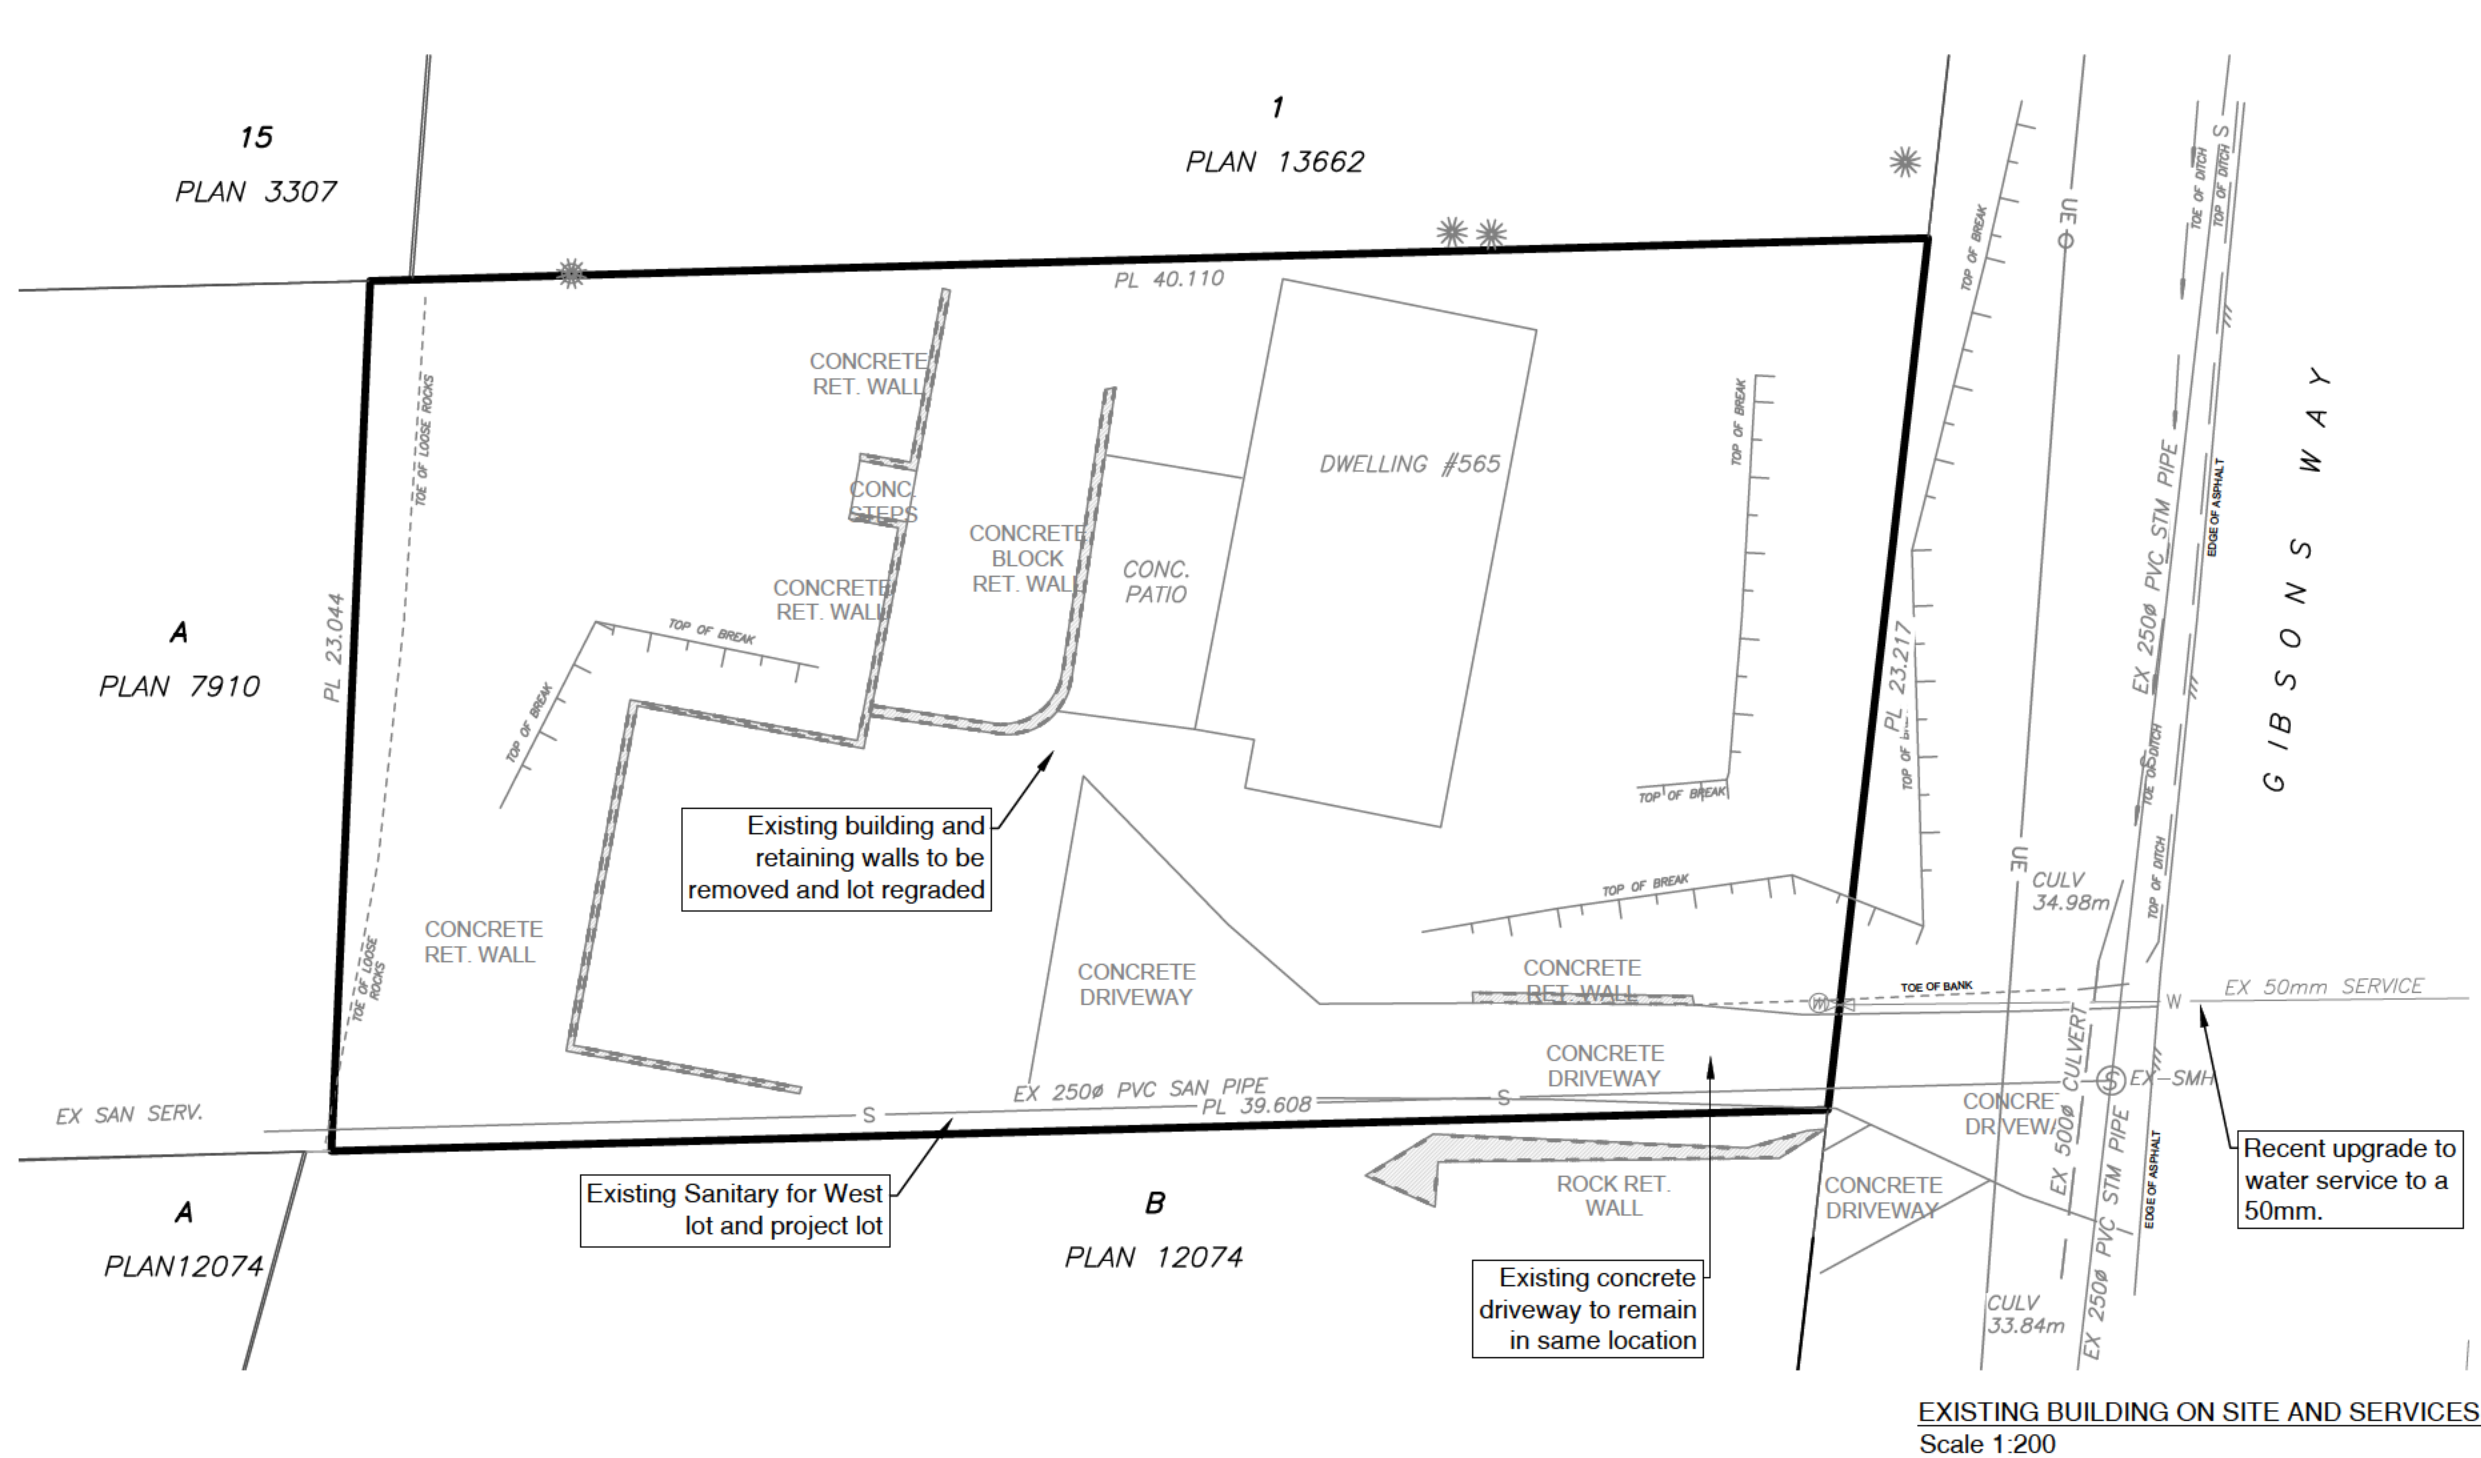 15
PLAN 3307
1
PLAN 13662
UE
TOE OF DITCH
TOP OF DITCH
S
TOP OF BREAK
PL 40.110
CONCRETE
RET. WALL
TOE OF LOOSE ROCKS
TOP OF BREAK
DWELLING #565
CONC.
STEPS
CONCRETE
BLOCK
RET. WALL
CONC.
PATIO
CONCRETE
RET. WALL
EX 250ø PVC STM PIPE
EDGE OF ASPHALT
GIBSONS WAY
A
PLAN 7910
PL 23.044
TOP OF BREAK
TOP OF BREAK
PL 23.217
TOP OF
TOE OF DITCH
S
TOP OF BREAK
Existing building and
retaining walls to be
removed and lot regraded
UE
CULV
34.98m
TOP OF DITCH
TOP OF BREAK
CONCRETE
RET. WALL
TOE OF LOOSE
ROCKS
CONCRETE
DRIVEWAY
CONCRETE
RET. WALL
W
TOE OF BANK
W
EX 50mm SERVICE
CONCRETE
DRIVEWAY
EX 500ø CULVERT
S
EX-SMH
EX SAN SERV.
S
EX 250ø PVC SAN PIPE
S
PL 39.608
CONCRE
DRVEWA
EX 250ø PVC STM PIPE
EDGE OF ASPHALT
Recent upgrade to
water service to a
50mm.
Existing Sanitary for West
lot and project lot
A
PLAN12074
B
PLAN 12074
ROCK RET.
WALL
CONCRETE
DRIVEWAY
Existing concrete
driveway to remain
in same location
CULV
33.84m
EXISTING BUILDING ON SITE AND SERVICES
Scale 1:200